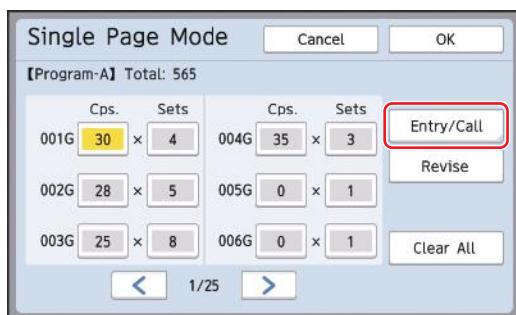 Single Page Mode Cancel OK
【Program-A】 Total: 565
Cps. Sets Cps. Sets
001G 30 × 4 004G 35 × 3
Entry/Call
Revise
002G 28 × 5 005G 0 × 1
003G 25 × 8 006G 0 × 1
Clear All
< 1/25 >